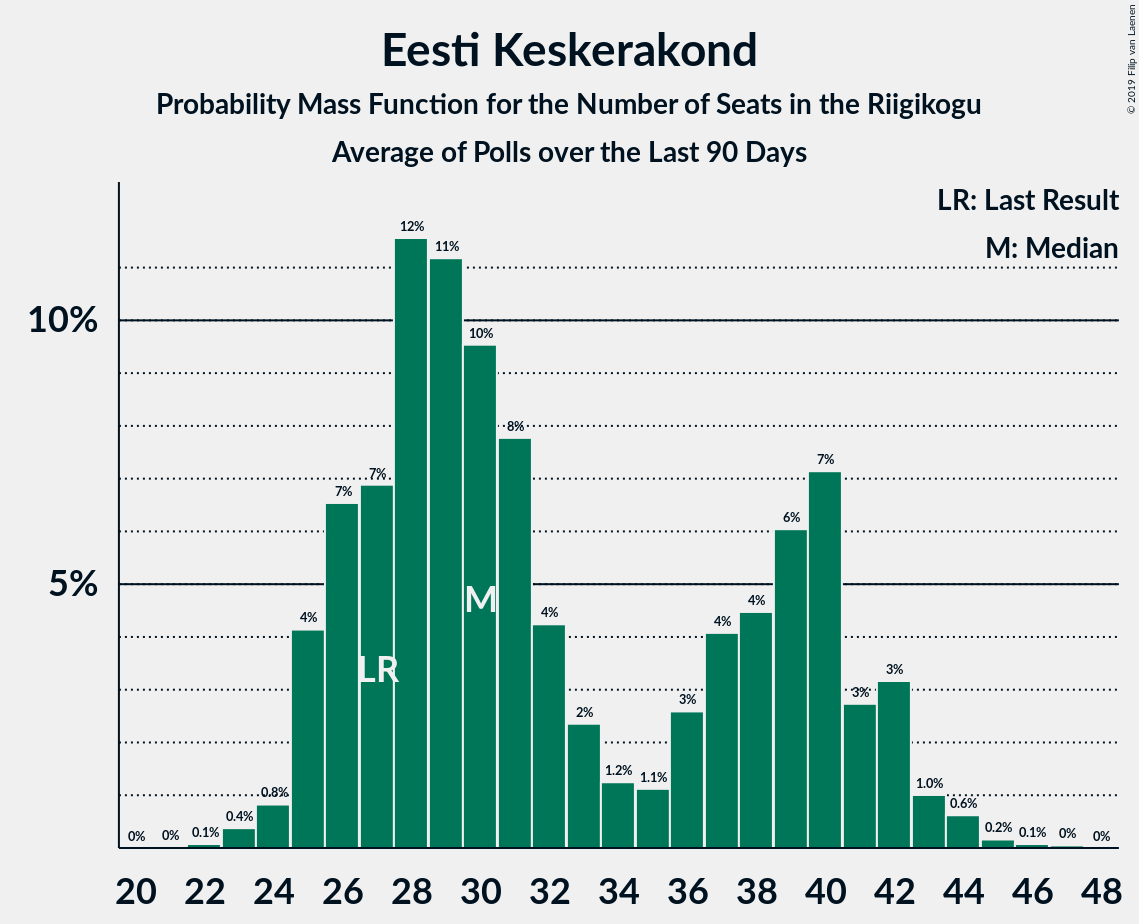 © 2019 Filip van Laenen
Eesti Keskerakond
Probability Mass Function for the Number of Seats in the Riigikogu
Average of Polls over the Last 90 Days
LR: Last Result
M: Median
10%
5%
0% 0% 0.1% 0.4% 0.8% 4% 7% 7% 12% 11% 10% 8% 4% 2% 1.2% 1.1% 3% 4% 4% 6% 7% 3% 3% 1.0% 0.6% 0.2% 0.1% 0% 0%
M
LR
20 22 24 26 28 30 32 34 36 38 40 42 44 46 48